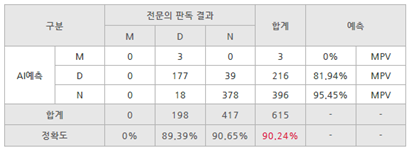 구분 전문의 판독 결과 합계 예측
M D N
AI예측 M 0 3 0 3 0% MPV
D 0 177 39 216 81,94% MPV
N 0 18 378 396 95,45% MPV
합계 0 198 417 615 - -
정확도 0% 89,39% 90,65% 90,24% - -